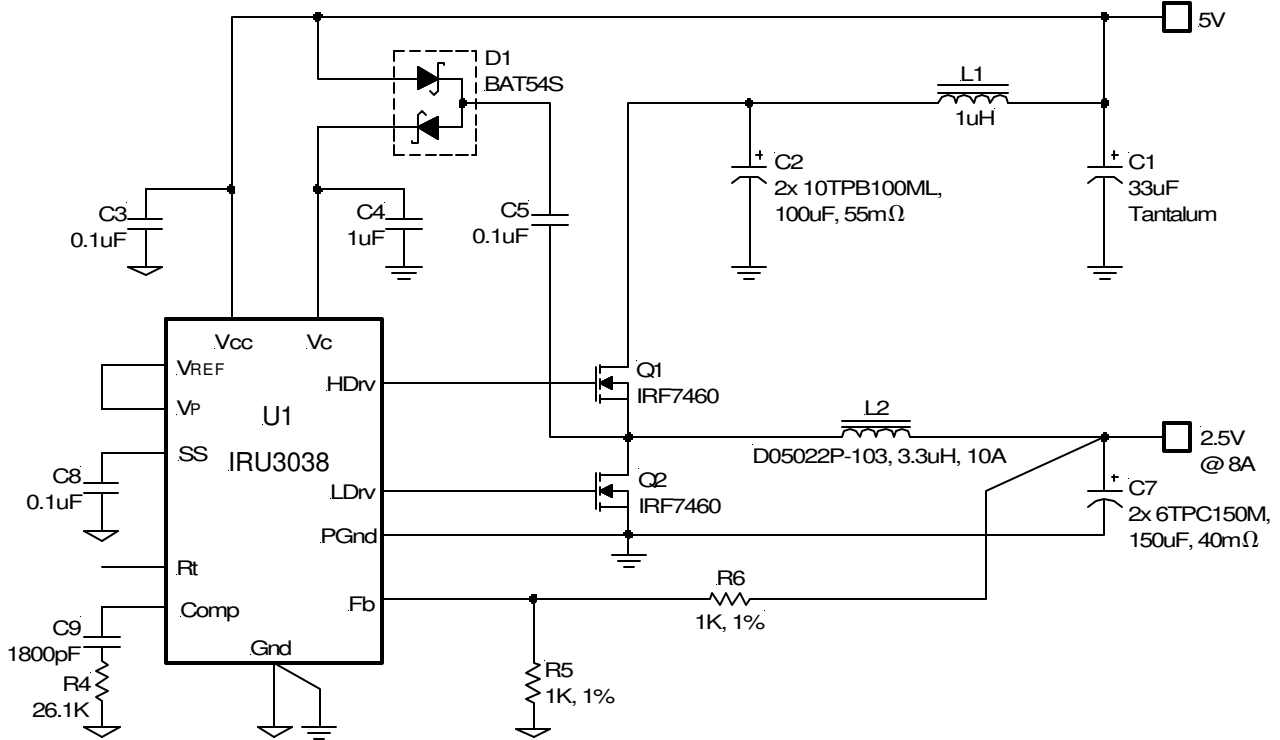 5V
D1
BAT54S
L1
1uH
C2
2x 10TPB100ML,
100uF, 55mΩ
C1
33uF
Tantalum
C3
0.1uF
C4
1uF
C5
0.1uF
Vcc
Vc
VREF
VP
SS
Rt
Comp
Gnd
HDrv
LDrv
PGnd
Fb
U1
IRU3038
C8
0.1uF
C9
1800pF
R4
26.1K
Q1
IRF7460
Q2
IRF7460
L2
D05022P-103, 3.3uH, 10A
2.5V
@ 8A
C7
2x 6TPC150M,
150uF, 40mΩ
R6
1K, 1%
R5
1K, 1%